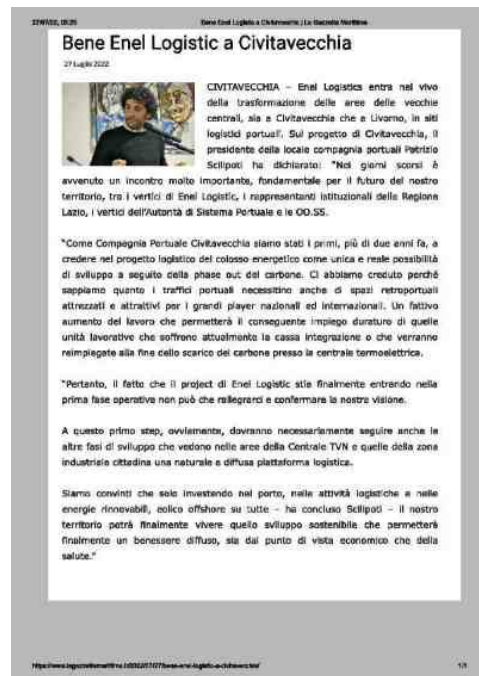 Bene Enel Logistic a Civitavecchia | La Gazzetta Marittima
Bene Enel Logistic a Civitavecchia
27 Luglio 2022
CIVITAVECCHIA – Enel Logistics entra nel vivo
della trasformazione delle aree delle vecchie
centrali, sia a Civitavecchia che a Livorno, in siti
logistici portuali. Sul progetto di Civitavecchia, il
presidente della locale compagnia portuali Patrizio
Scilipoti ha dichiarato: "Nei giorni scorsi è
avvenuto un incontro molto importante, fondamentale per il futuro del nostro
territorio, tra i vertici di Enel Logistic, i rappresentanti istituzionali della Regione
Lazio, i vertici dell'Autorità di Sistema Portuale e le OO.SS.
"Come Compagnia Portuale Civitavecchia siamo stati i primi, più di due anni fa, a
credere nel progetto logistico del colosso energetico come unica e reale possibilità
di sviluppo a seguito della phase out del carbone. Ci abbiamo creduto perché
sappiamo quanto i traffici portuali necessitino anche di spazi retroportuali
attrezzati e attrattivi per i grandi player nazionali ed internazionali. Un fattivo
aumento del lavoro che permetterà il conseguente impiego duraturo di quelle
unità lavorative che soffrono attualmente la cassa integrazione o che verranno
reimpiegate alla fine dello scarico del carbone presso la centrale termoelettrica.
"Pertanto, il fatto che il project di Enel Logistic stia finalmente entrando nella
prima fase operativa non può che rallegrarci e confermare la nostra visione.
A questo primo step, ovviamente, dovranno necessariamente seguire anche le
altre fasi di sviluppo che vedono nelle aree della Centrale TVN e quelle della zona
industriale cittadina una naturale e diffusa piattaforma logistica.
Siamo convinti che solo investendo nel porto, nelle attività logistiche e nelle
energie rinnovabili, eolico offshore su tutte – ha concluso Scilipoti – il nostro
territorio potrà finalmente vivere quello sviluppo sostenibile che permetterà
finalmente un benessere diffuso, sia dal punto di vista economico che della
salute."
1/1